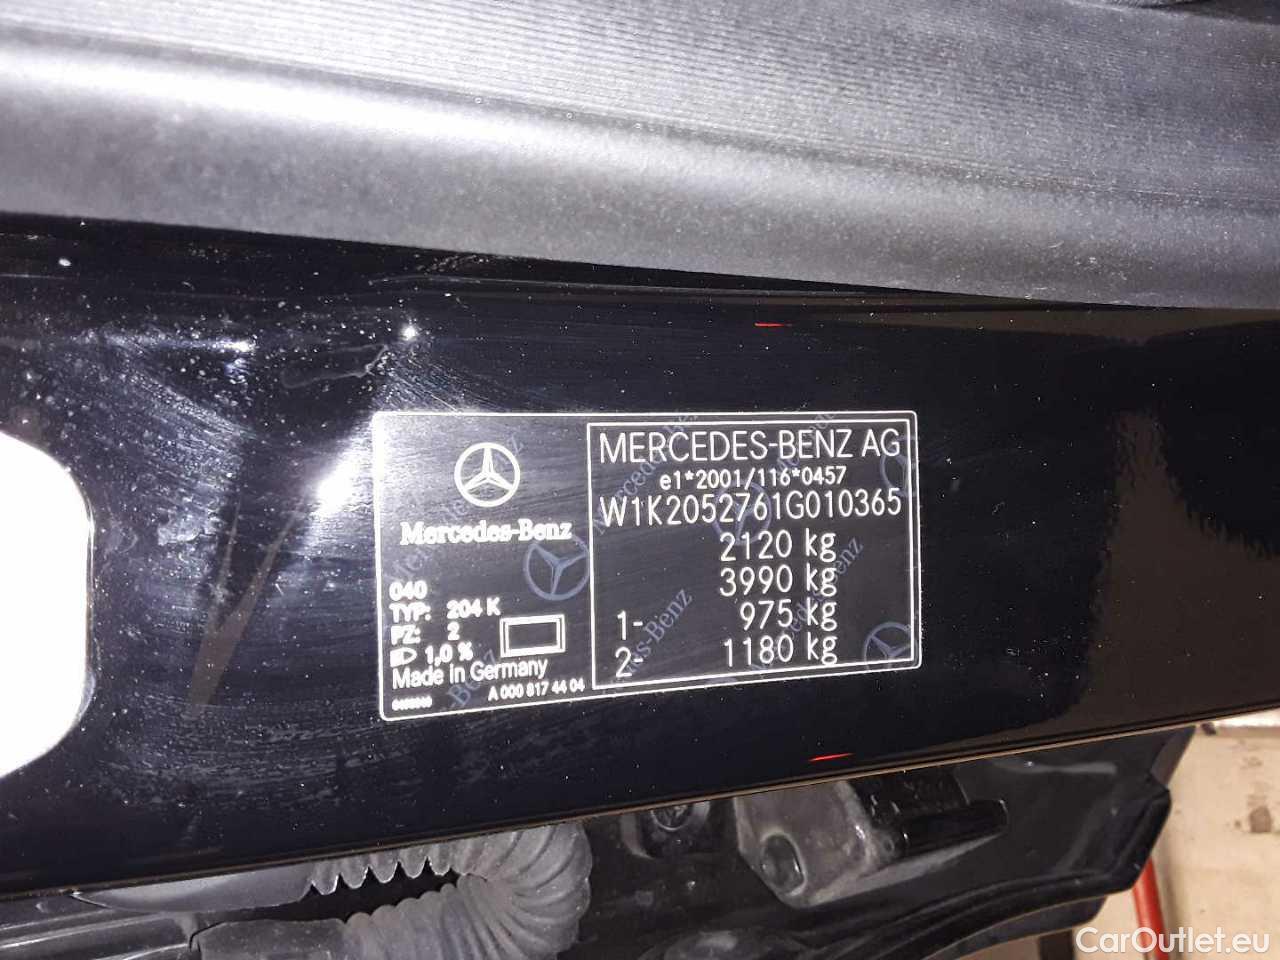 Mercedes-Benz
040
TYP: 204 K
PZ: 2
1,0 %
Made in Germany
A 000 817 44 04
MERCEDES-BENZ AG
e1*2001/116*0457
W1K2052761G010365
2120 kg
3990 kg
1- 975 kg
2- 1180 kg
CarOutlet.eu